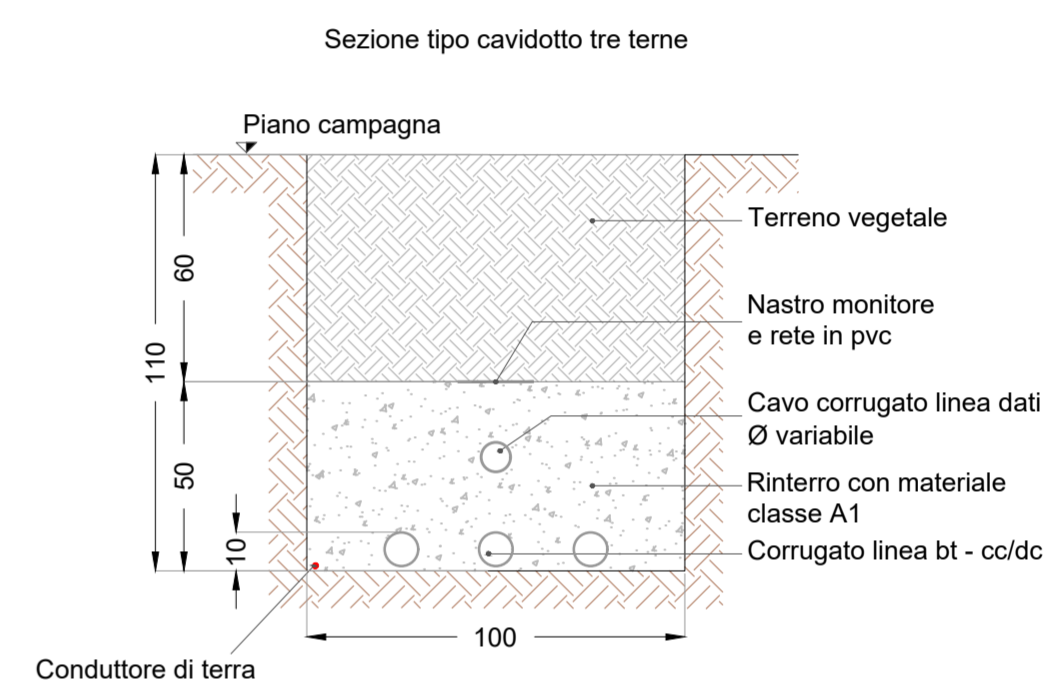 Sezione tipo cavidotto tre terne
Piano campagna
Terreno vegetale
60
Nastro monitore
e rete in pvc
110
Cavo corrugato linea dati
Ø variabile
50
Rinterro con materiale
classe A1
10
Corrugato linea bt - cc/dc
100
Conduttore di terra